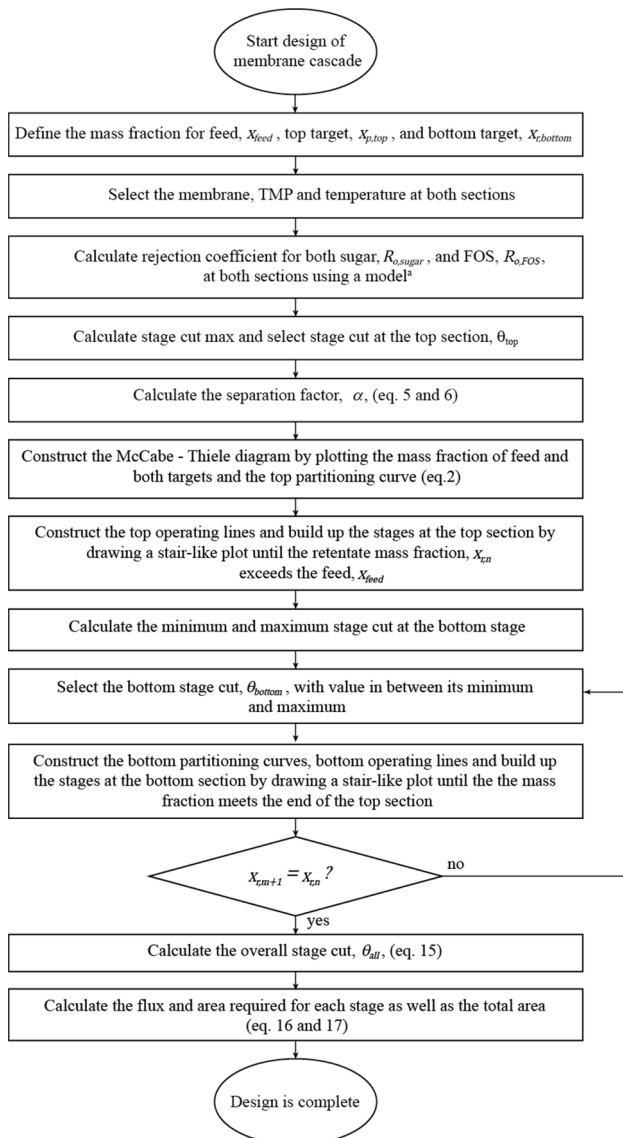 Start design of
membrane cascade
Define the mass fraction for feed, x_feed , top target, x_p,top , and bottom target, x_r,bottom
Select the membrane, TMP and temperature at both sections
Calculate rejection coefficient for both sugar, R_o,sugar , and FOS, R_o,FOS,
at both sections using a modelᵃ
Calculate stage cut max and select stage cut at the top section, θ_top
Calculate the separation factor, α, (eq. 5 and 6)
Construct the McCabe - Thiele diagram by plotting the mass fraction of feed and
both targets and the top partitioning curve (eq.2)
Construct the top operating lines and build up the stages at the top section by
drawing a stair-like plot until the retentate mass fraction, x_r,n
exceeds the feed, x_feed
Calculate the minimum and maximum stage cut at the bottom stage
Select the bottom stage cut, θ_bottom , with value in between its minimum
and maximum
Construct the bottom partitioning curves, bottom operating lines and build up
the stages at the bottom section by drawing a stair-like plot until the the mass
fraction meets the end of the top section
x_r,m+1 = x_r,n ?
no
yes
Calculate the overall stage cut, θ_all, (eq. 15)
Calculate the flux and area required for each stage as well as the total area
(eq. 16 and 17)
Design is complete